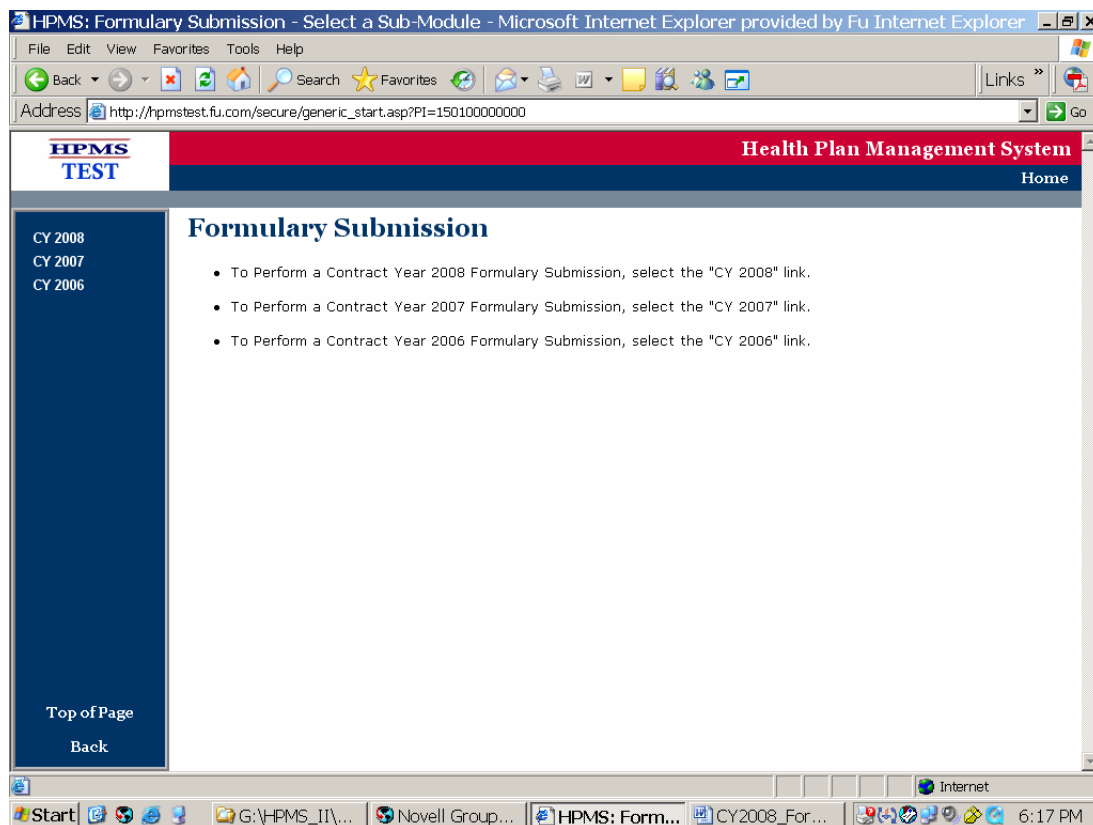 HPMS: Formulary Submission - Select a Sub-Module - Microsoft Internet Explorer provided by Fu Internet Explorer
File Edit View Favorites Tools Help
Back Search Favorites Links »
Address http://hpmstest.fu.com/secure/generic_start.asp?PI=150100000000 Go
HPMS
TEST
Health Plan Management System
Home
CY 2008
CY 2007
CY 2006
Formulary Submission
• To Perform a Contract Year 2008 Formulary Submission, select the "CY 2008" link.
• To Perform a Contract Year 2007 Formulary Submission, select the "CY 2007" link.
• To Perform a Contract Year 2006 Formulary Submission, select the "CY 2006" link.
Top of Page
Back
Internet
Start G:\HPMS_II\... Novell Group... HPMS: Form... CY2008_For... 6:17 PM